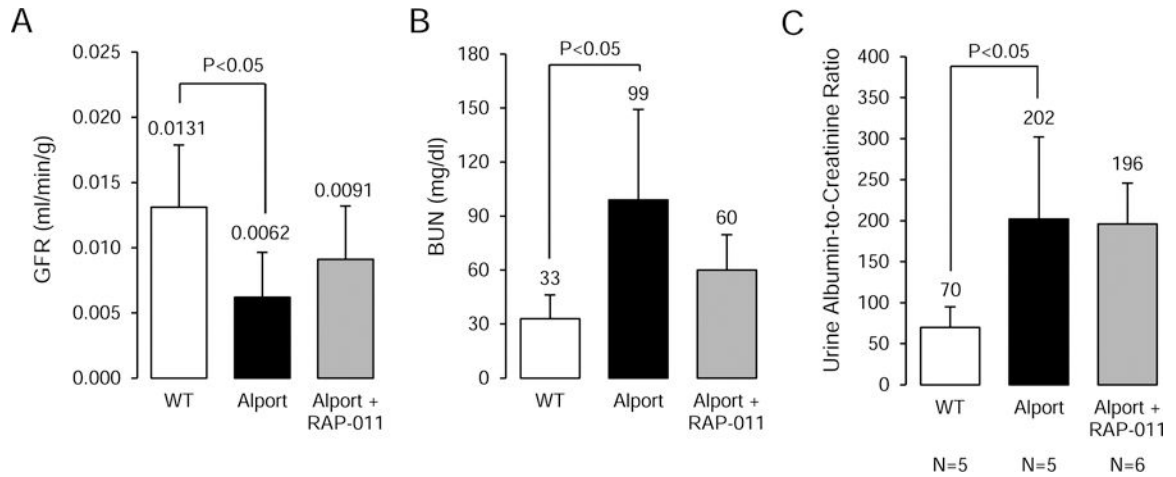 A
GFR (ml/min/g)
0.025
0.020
0.015
0.010
0.005
0.000
P<0.05
0.0131
0.0062
0.0091
WT
Alport
Alport +
RAP-011
B
BUN (mg/dl)
180
150
120
90
60
30
0
P<0.05
33
99
60
WT
Alport
Alport +
RAP-011
C
Urine Albumin-to-Creatinine Ratio
400
350
300
250
200
150
100
50
0
P<0.05
70
202
196
WT
Alport
Alport +
RAP-011
N=5
N=5
N=6